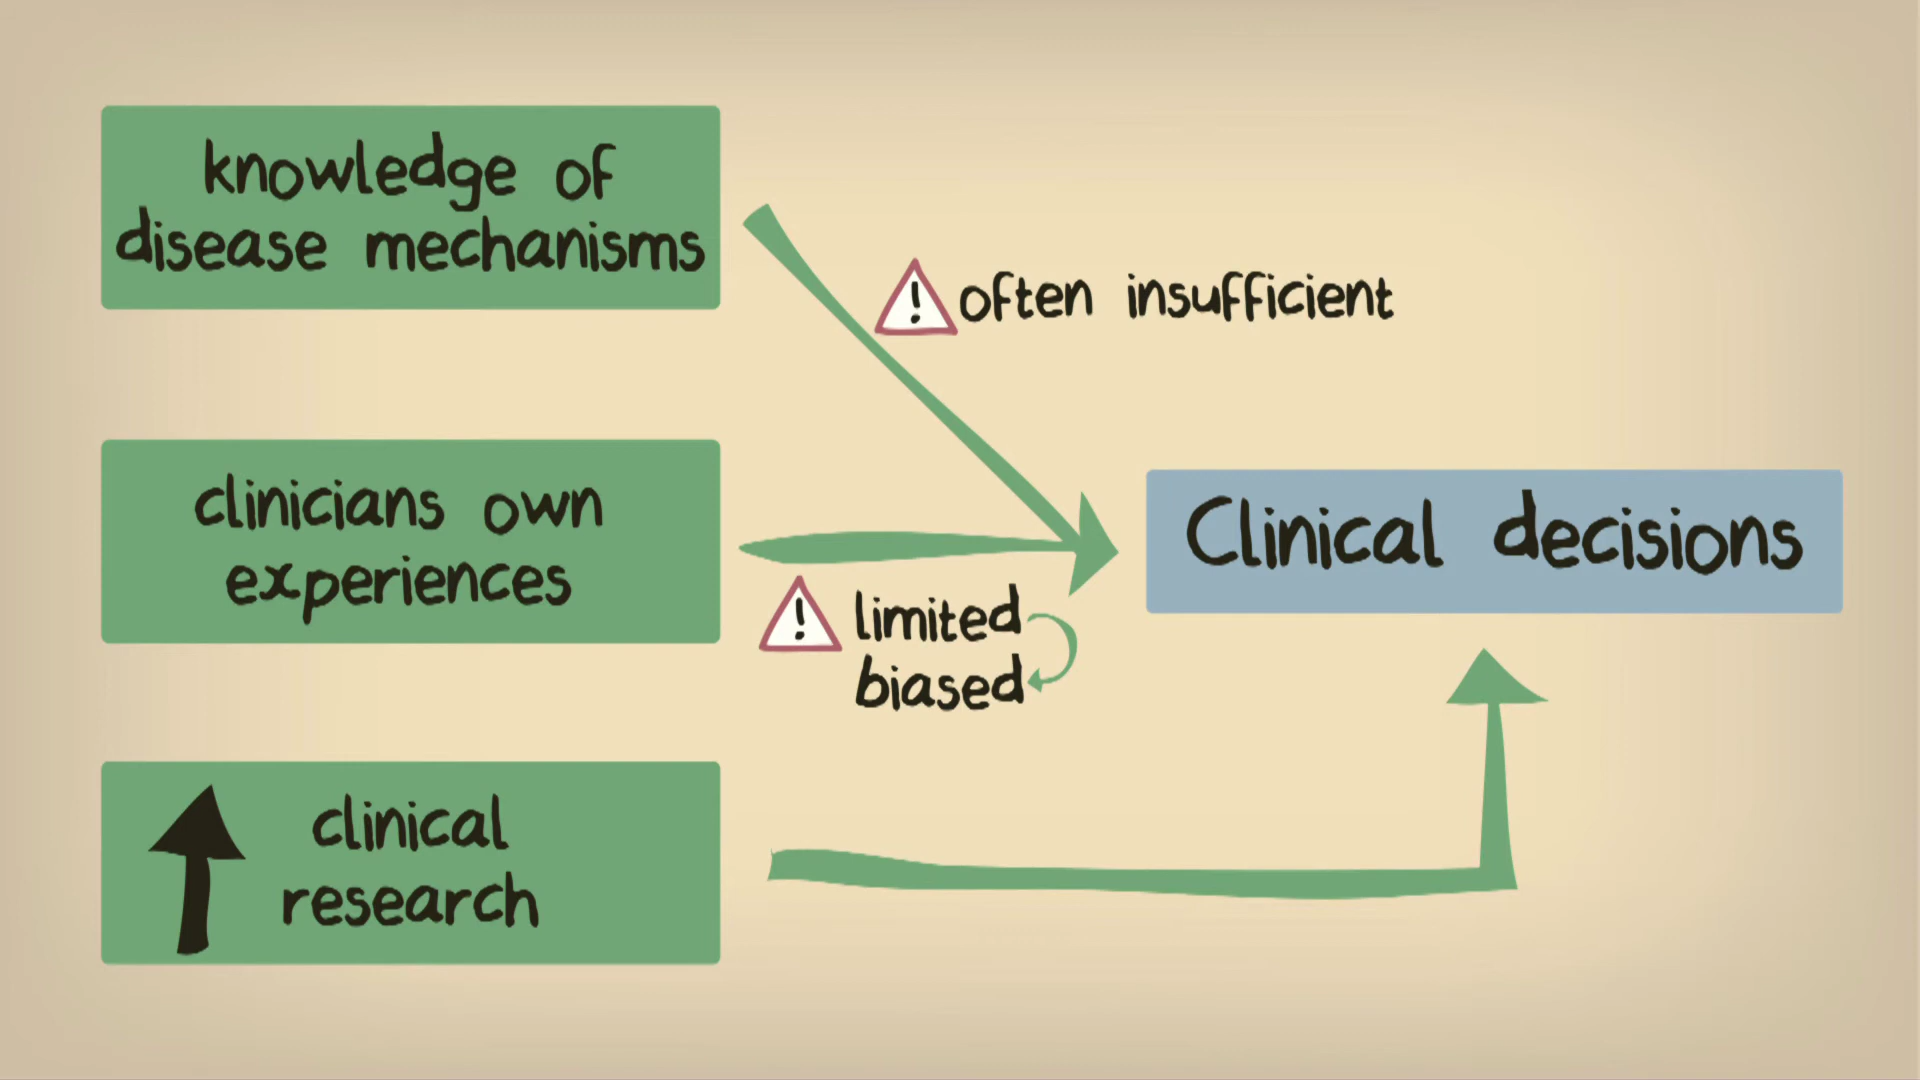 knowledge of
disease mechanisms
! often insufficient
clinicians own
experiences
Clinical decisions
! limited
biased
clinical
research